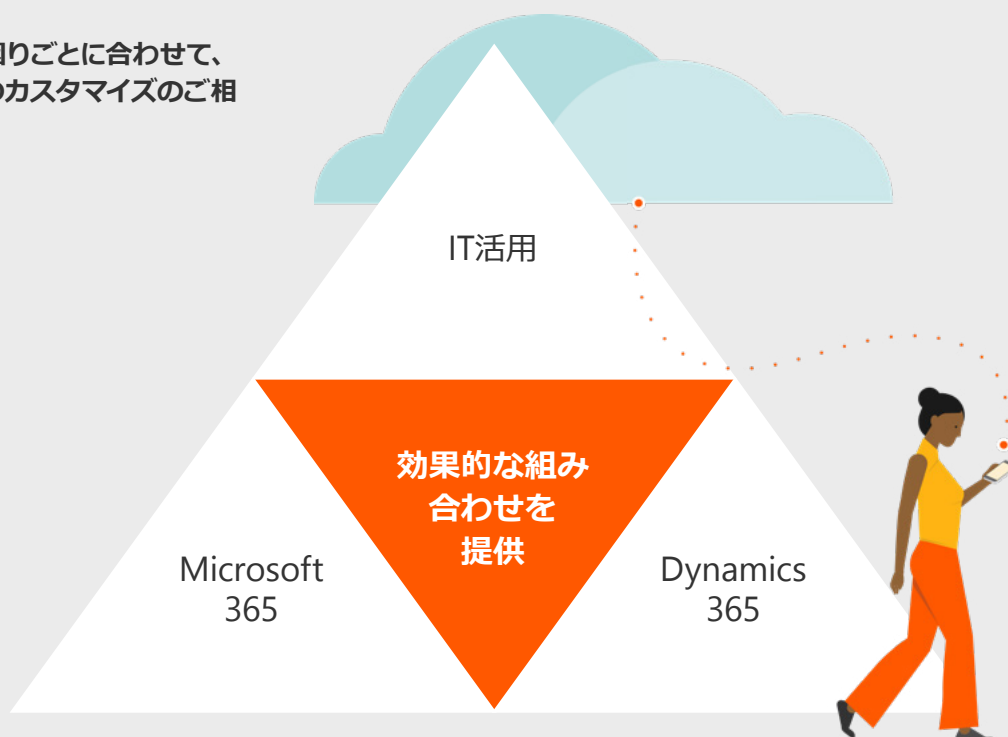 りごとに合わせて、
カスタマイズのご相
IT活用
効果的な組み
合わせを
提供
Microsoft
365
Dynamics
365